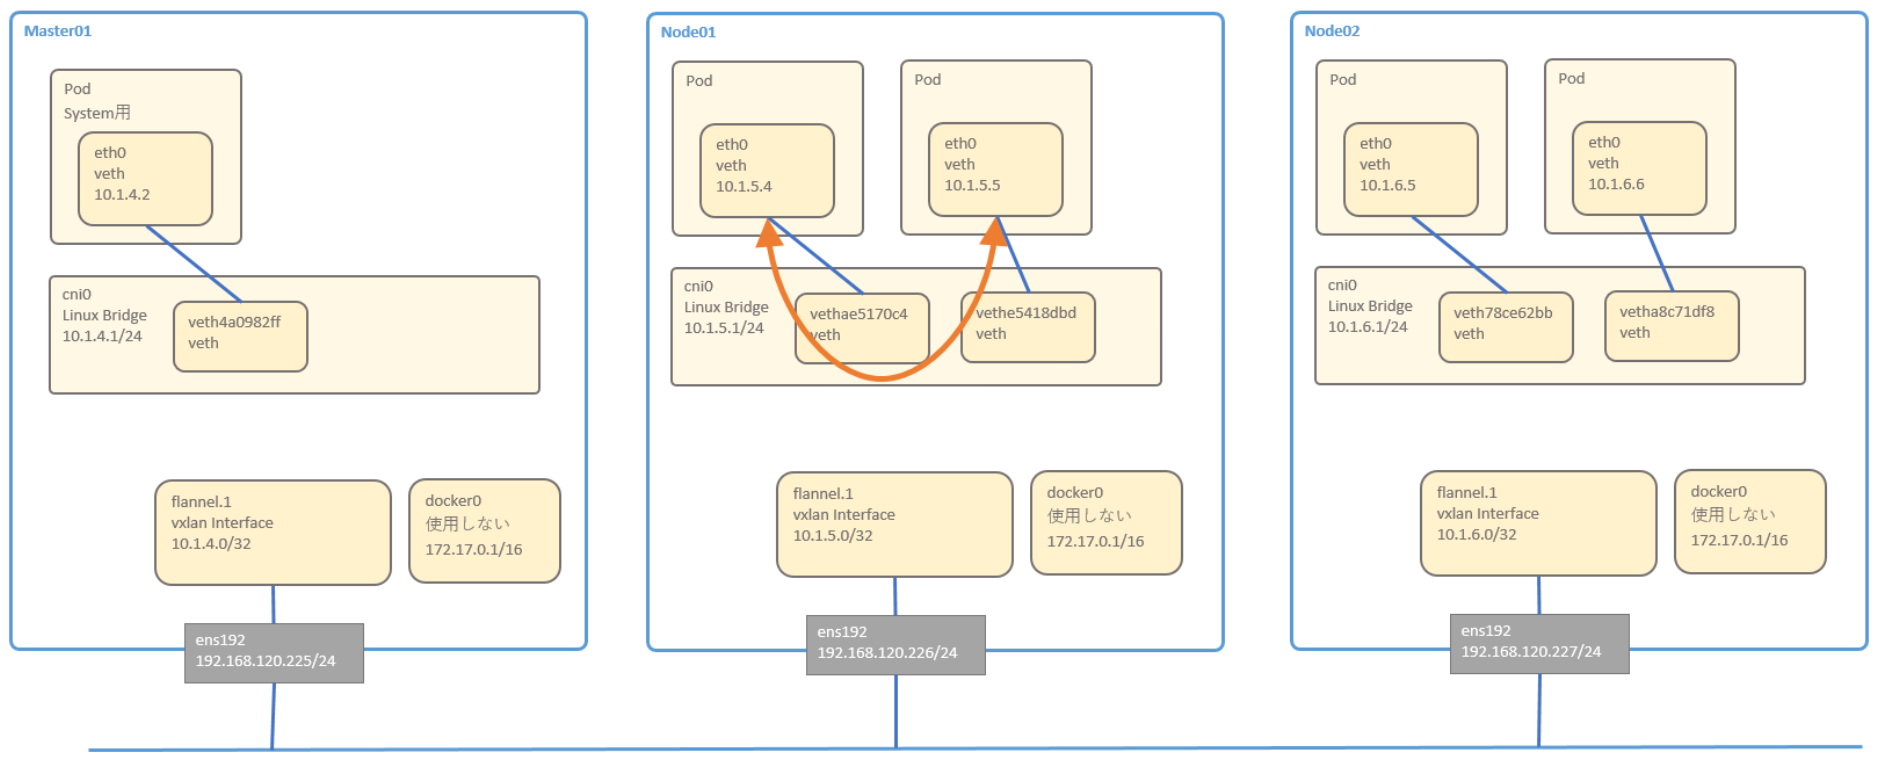 Master01
Pod
System用
eth0
veth
10.1.4.2
cni0
Linux Bridge
10.1.4.1/24
veth4a0982ff
veth
flannel.1
vxlan Interface
10.1.4.0/32
docker0
使用しない
172.17.0.1/16
ens192
192.168.120.225/24
Node01
Pod
eth0
veth
10.1.5.4
Pod
eth0
veth
10.1.5.5
cni0
Linux Bridge
10.1.5.1/24
vethae5170c4
veth
vethe5418dbd
veth
flannel.1
vxlan Interface
10.1.5.0/32
docker0
使用しない
172.17.0.1/16
ens192
192.168.120.226/24
Node02
Pod
eth0
veth
10.1.6.5
Pod
eth0
veth
10.1.6.6
cni0
Linux Bridge
10.1.6.1/24
veth78ce62bb
veth
vetha8c71df8
veth
flannel.1
vxlan Interface
10.1.6.0/32
docker0
使用しない
172.17.0.1/16
ens192
192.168.120.227/24